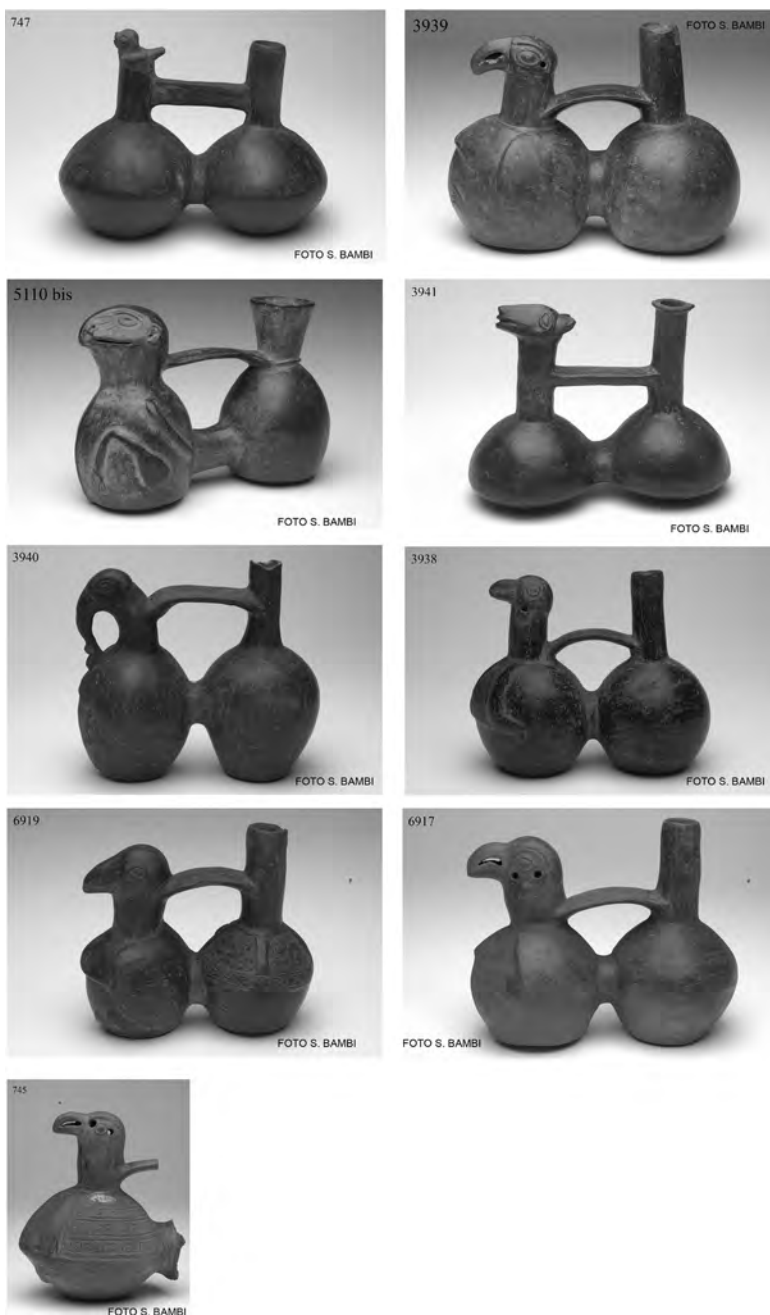 747
FOTO S. BAMBI
3939
FOTO S. BAMBI
5110 bis
FOTO S. BAMBI
3941
FOTO S. BAMBI
3940
FOTO S. BAMBI
3938
FOTO S. BAMBI
6919
FOTO S. BAMBI
6917
FOTO S. BAMBI
745
FOTO S. BAMBI